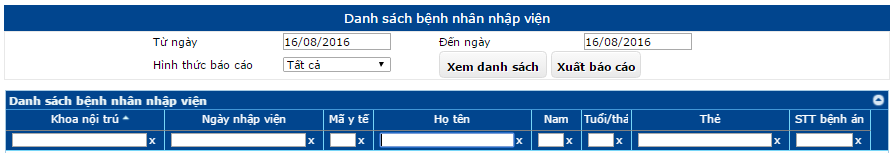 Danh sách bệnh nhân nhập viện
Từ ngày 16/08/2016 Đến ngày 16/08/2016
Hình thức báo cáo Tất cả Xem danh sách Xuất báo cáo
Danh sách bệnh nhân nhập viện
Khoa nội trú Ngày nhập viện Mã y tế Họ tên Nam Tuổi/thá Thẻ STT bệnh án
x x x x x x x x